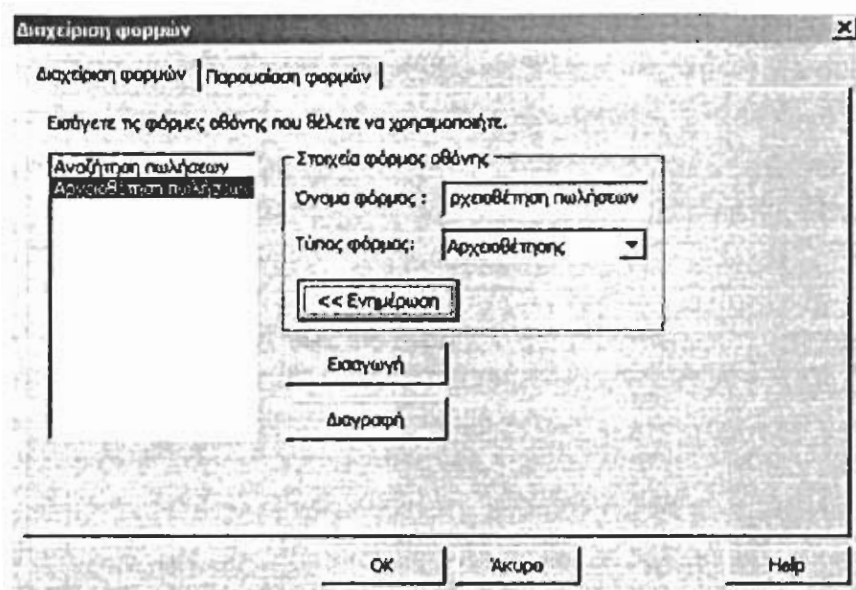 Διαχείριση φορμών
Διαχείριση φορμών Παρουσίαση φορμών
Εισάγετε τις φόρμες οθόνης που θέλετε να χρησιμοποιήτε.
Αναζήτηση πωλήσεων
Αρχειοθέτηση πωλήσεων
Στοιχεία φόρμας οθόνης
Όνομα φόρμας : ρχειοθέτηση πωλήσεων
Τύπος φόρμας: Αρχειοθέτησης
<< Ενημέρωση
Εισαγωγή
Διαγραφή
OK Άκυρο Help